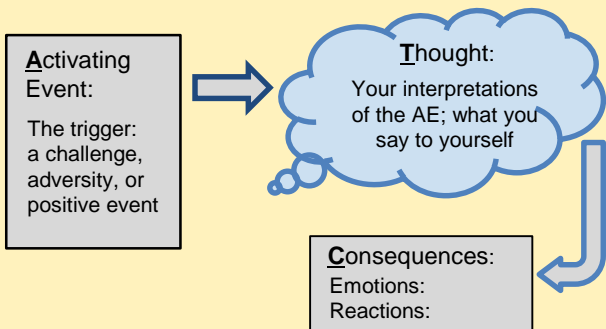 Activating
Event:
The trigger:
a challenge,
adversity, or
positive event
Thought:
Your interpretations
of the AE; what you
say to yourself
Consequences:
Emotions:
Reactions: